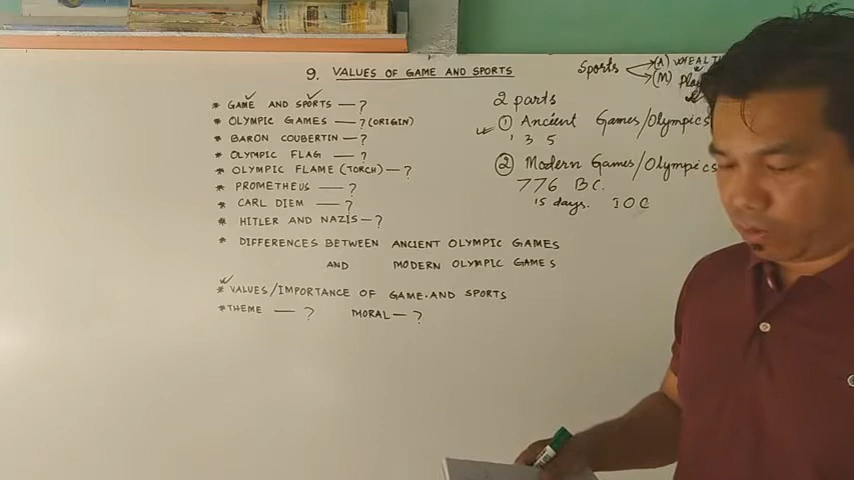 9. VALUES OF GAME AND SPORTS
* GAME AND SPORTS — ?
* OLYMPIC GAMES — ? (ORIGIN)
* BARON COUBERTIN — ?
* OLYMPIC FLAG — ?
* OLYMPIC FLAME (TORCH) — ?
* PROMETHEUS — ?
* CARL DIEM — ?
* HITLER AND NAZIS — ?
* DIFFERENCES BETWEEN ANCIENT OLYMPIC GAMES
AND MODERN OLYMPIC GAMES
* VALUES/IMPORTANCE OF GAME AND SPORTS
* THEME — ? MORAL — ?
Sports (A)
(M)
2 parts
① Ancient Games/Olympics
1 3 5
② Modern Games/Olympics
776 BC.
15 days. IOC